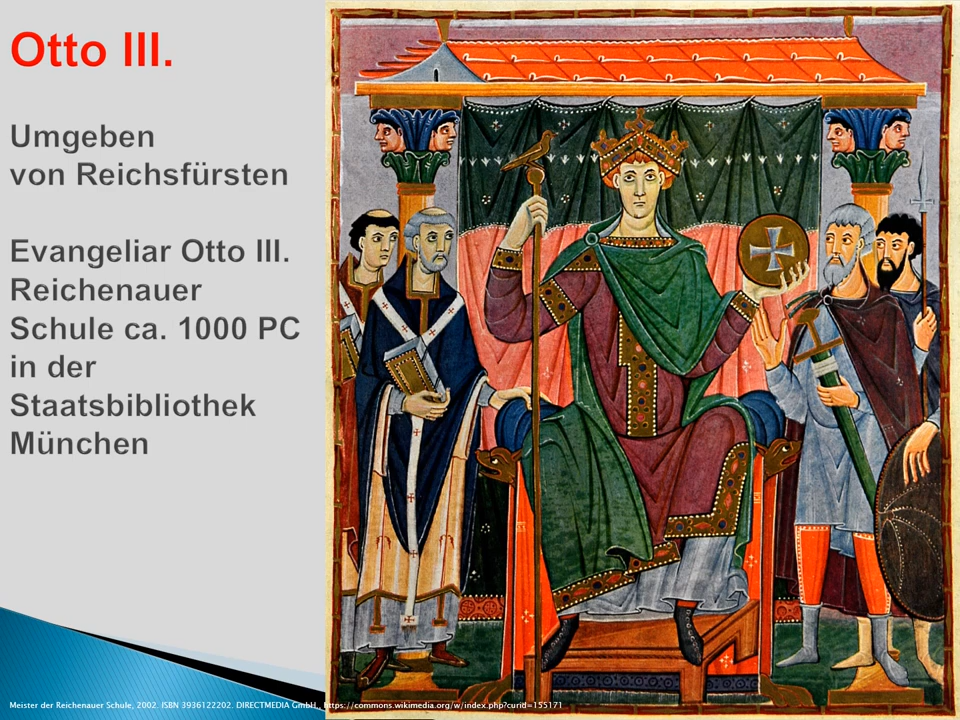 Otto III.
Umgeben
von Reichsfürsten
Evangeliar Otto III.
Reichenauer
Schule ca. 1000 PC
in der
Staatsbibliothek
München
Meister der Reichenauer Schule, 2002. ISBN 3936122202. DIRECTMEDIA GmbH., https://commons.wikimedia.org/w/index.php?curid=155171